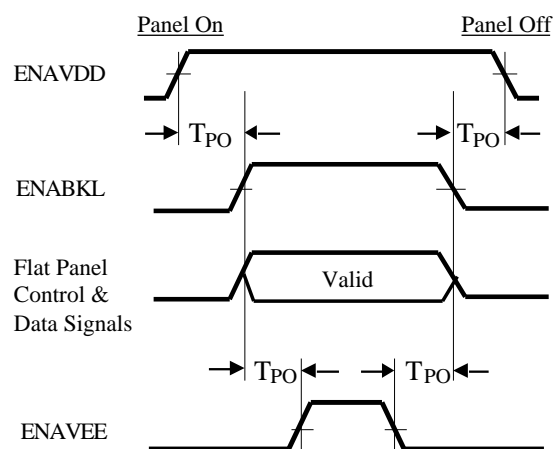 Panel On
Panel Off
ENAVDD
TPO
TPO
ENABKL
Flat Panel
Control &
Data Signals
Valid
TPO
TPO
ENAVEE